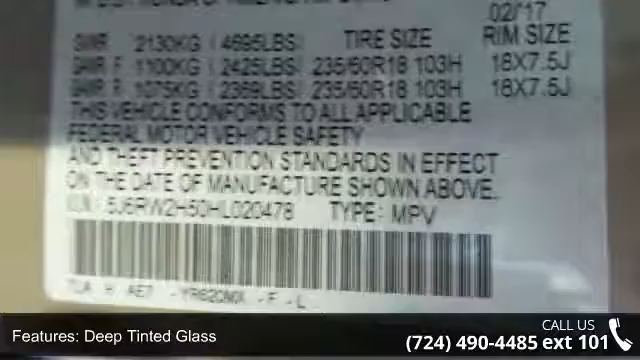 02/'17
GVWR 2130KG ( 4695LBS) TIRE SIZE RIM SIZE
GAWR F 1100KG ( 2425LBS) 235/60R18 103H 18X7.5J
GAWR R 1075KG ( 2369LBS) 235/60R18 103H 18X7.5J
THIS VEHICLE CONFORMS TO ALL APPLICABLE
FEDERAL MOTOR VEHICLE SAFETY
AND THEFT PREVENTION STANDARDS IN EFFECT
ON THE DATE OF MANUFACTURE SHOWN ABOVE.
5J6RW2H50HL020478 TYPE: MPV
Features: Deep Tinted Glass
CALL US
(724) 490-4485 ext 101